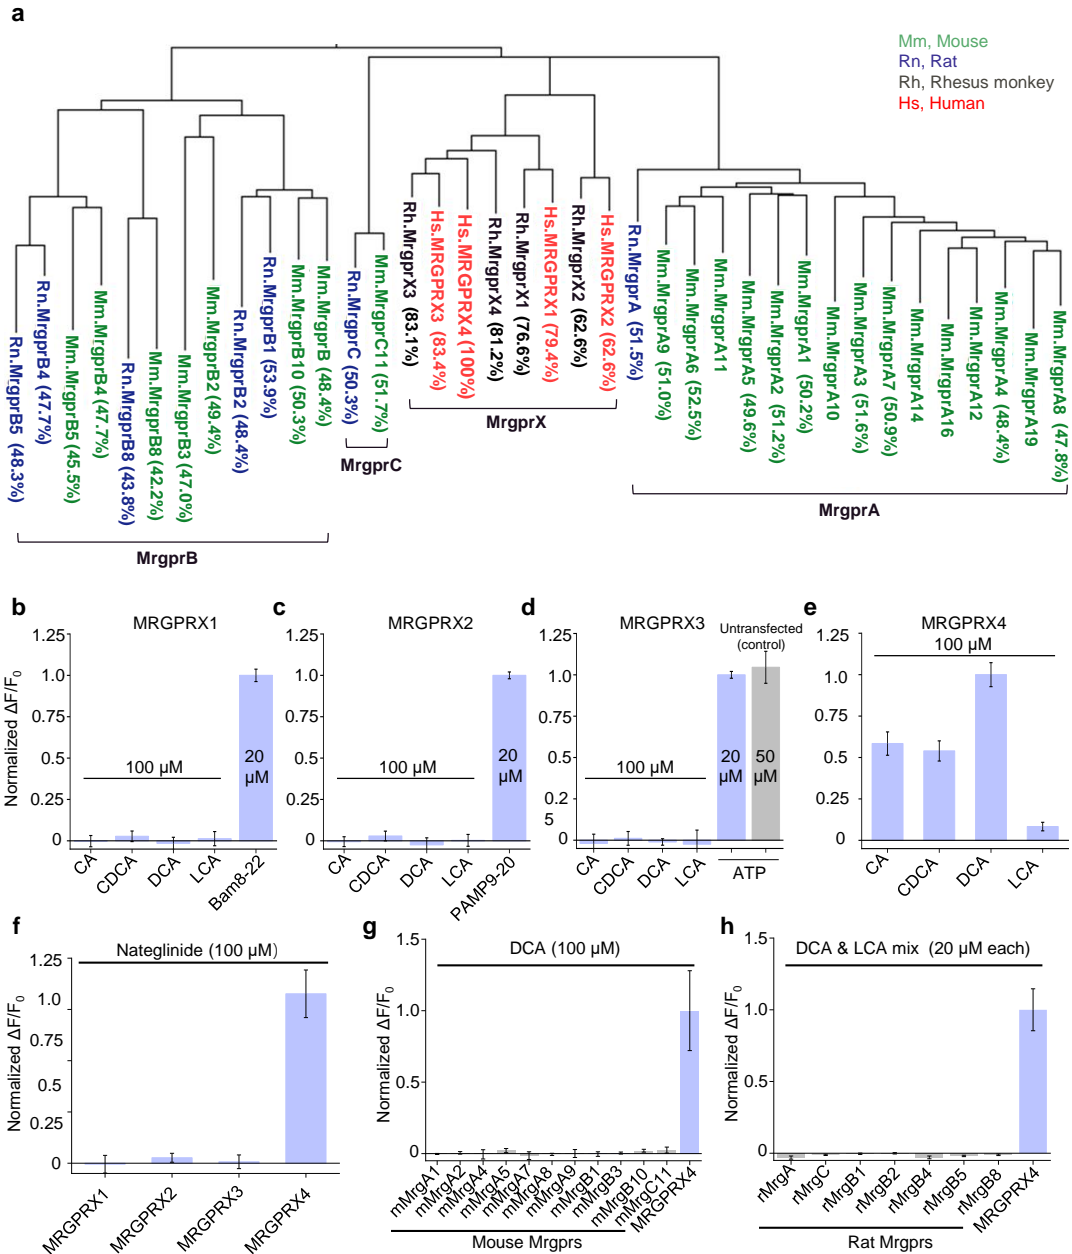 a
Mm, Mouse
Rn, Rat
Rh, Rhesus monkey
Hs, Human
Rn.MrgprB5 (48.3%)
Rn.MrgprB4 (47.7%)
Mm.MrgprB5 (45.5%)
Mm.MrgprB4 (47.7%)
Rn.MrgprB8 (43.8%)
Mm.MrgprB8 (42.2%)
Mm.MrgprB3 (47.0%)
Mm.MrgprB2 (49.4%)
Rn.MrgprB2 (48.4%)
Rn.MrgprB1 (53.9%)
Mm.MrgprB10 (50.3%)
Mm.MrgprB (48.4%)
Rn.MrgprC (50.3%)
Mm.MrgprC11 (51.7%)
Rh.MrgprX3 (83.1%)
Hs.MRGPRX3 (83.4%)
Hs.MRGPRX4 (100%)
Rh.MrgprX4 (81.2%)
Rh.MrgprX1 (76.6%)
Hs.MRGPRX1 (79.4%)
Rh.MrgprX2 (62.6%)
Hs.MRGPRX2 (62.6%)
Rn.MrgprA (51.5%)
Mm.MrgprA9 (51.0%)
Mm.MrgprA6 (52.5%)
Mm.MrgprA11
Mm.MrgprA5 (49.6%)
Mm.MrgprA2 (51.2%)
Mm.MrgprA1 (50.2%)
Mm.MrgprA10
Mm.MrgprA3 (51.6%)
Mm.MrgprA7 (50.9%)
Mm.MrgprA14
Mm.MrgprA16
Mm.MrgprA12
Mm.MrgprA4 (48.4%)
Mm.MrgprA19
Mm.MrgprA8 (47.8%)
MrgprB
MrgprC
MrgprX
MrgprA
b
MRGPRX1
Normalized ΔF/F0
1.25
1.0
0.75
0.5
0.25
0
100 µM
20
µM
CA
CDCA
DCA
LCA
Bam8-22
c
MRGPRX2
1.25
1.0
0.75
0.5
0.25
0
100 µM
20
µM
CA
CDCA
DCA
LCA
PAMP9-20
d
MRGPRX3
Untransfected
(control)
1.25
1.0
0.75
0.5
0.2
5
0
100 µM
20
µM
50
µM
CA
CDCA
DCA
LCA
ATP
e
MRGPRX4
100 µM
1.25
1.0
0.75
0.5
0.25
0
CA
CDCA
DCA
LCA
f
Nateglinide (100 µM)
Normalized ΔF/F0
1.25
1.0
0.75
0.5
0.25
0
MRGPRX1
MRGPRX2
MRGPRX3
MRGPRX4
g
DCA (100 µM)
Normalized ΔF/F0
1.5
1.0
0.5
0
mMrgA1
mMrgA2
mMrgA4
mMrgA5
mMrgA7
mMrgA8
mMrgA9
mMrgB1
mMrgB3
mMrgB10
mMrgC11
MRGPRX4
Mouse Mrgprs
h
DCA & LCA mix (20 µM each)
Normalized ΔF/F0
1.5
1.0
0.5
0
rMrgA
rMrgC
rMrgB1
rMrgB2
rMrgB4
rMrgB5
rMrgB8
MRGPRX4
Rat Mrgprs